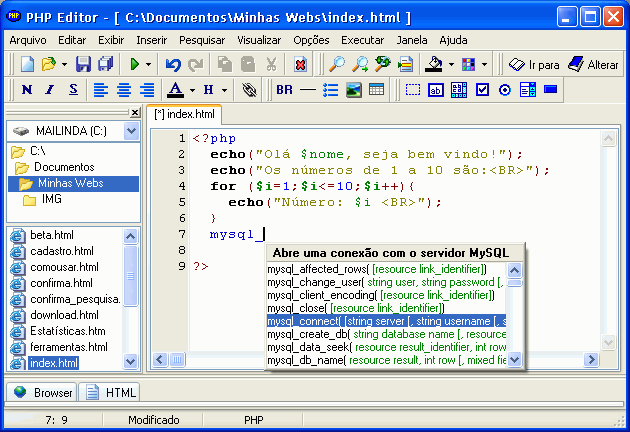 PHP Editor - [ C:\Documentos\Minhas Webs\index.html ]
Arquivo Editar Exibir Inserir Pesquisar Visualizar Opções Executar Janela Ajuda
Ir para Alterar
N I S A H BR ab
MAILINDA (C:)
C:\
Documentos
Minhas Webs
IMG
beta.html
cadastro.html
comousar.html
confirma.html
confirma_pesquisa.
download.html
Estatísticas.htm
ferramentas.html
index.html
[*] index.html
1 <?php
2 echo("Olá $nome, seja bem vindo!");
3 echo("Os números de 1 a 10 são:<BR>");
4 for ($i=1;$i<=10;$i++){
5 echo("Número: $i <BR>");
6 }
7 mysql_
8
9 ?>
Abre uma conexão com o servidor MySQL
mysql_affected_rows( [resource link_identifier])
mysql_change_user( string user, string password [,
mysql_client_encoding( [resource link_identifier])
mysql_close( [resource link_identifier])
mysql_connect( [string server [, string username [, s
mysql_create_db( string database name [, resource
mysql_data_seek( resource result_identifier, int row
mysql_db_name( resource result, int row [, mixed fie
Browser HTML
7: 9 Modificado PHP